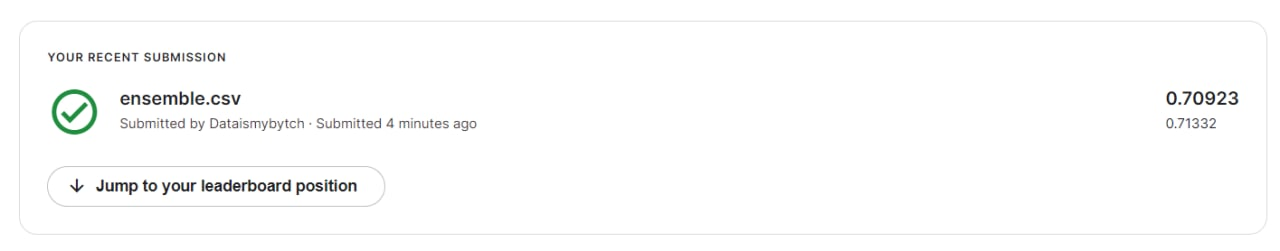 YOUR RECENT SUBMISSION
ensemble.csv
0.70923
Submitted by Dataismybytch · Submitted 4 minutes ago
0.71332
Jump to your leaderboard position